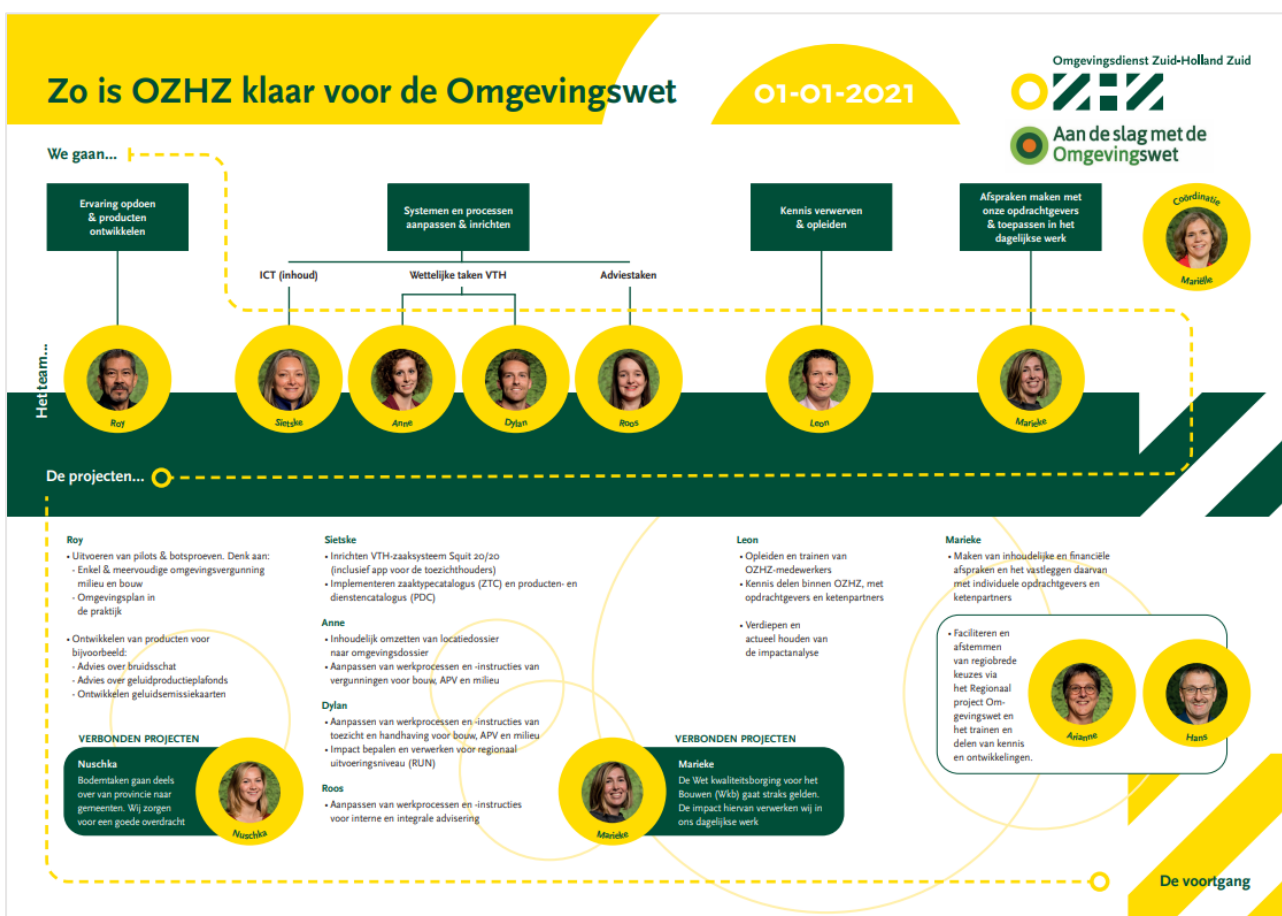 Zo is OZHZ klaar voor de Omgevingswet
01-01-2021
Omgevingsdienst Zuid-Holland Zuid
OZHZ
Aan de slag met de
Omgevingswet
We gaan...
Ervaring opdoen
& producten
ontwikkelen
Systemen en processen
aanpassen & inrichten
Kennis verwerven
& opleiden
Afspraken maken met
onze opdrachtgevers
& toepassen in het
dagelijkse werk
Coördinatie
Mariëlle
ICT (inhoud)
Wettelijke taken VTH
Adviestaken
Het team...
Roy
Sietske
Anne
Dylan
Roos
Leon
Marieke
De projecten...
Roy
• Uitvoeren van pilots & botsproeven. Denk aan:
- Enkel & meervoudige omgevingsvergunning
milieu en bouw
- Omgevingsplan in
de praktijk
• Ontwikkelen van producten voor
bijvoorbeeld:
- Advies over bruidsschat
- Advies over geluidproductieplafonds
- Ontwikkelen geluidsemissiekaarten
VERBONDEN PROJECTEN
Nuschka
Bodemtaken gaan deels
over van provincie naar
gemeenten. Wij zorgen
voor een goede overdracht
Nuschka
Sietske
• Inrichten VTH-zaaksysteem Squit 20/20
(inclusief app voor de toezichthouders)
• Implementeren zaaktypecatalogus (ZTC) en producten- en
dienstencatalogus (PDC)
Anne
• Inhoudelijk omzetten van locatiedossier
naar omgevingsdossier
• Aanpassen van werkprocessen en -instructies van
vergunningen voor bouw, APV en milieu
Dylan
• Aanpassen van werkprocessen en -instructies van
toezicht en handhaving voor bouw, APV en milieu
• Impact bepalen en verwerken voor regionaal
uitvoeringsniveau (RUN)
Roos
• Aanpassen van werkprocessen en -instructies
voor interne en integrale advisering
Leon
• Opleiden en trainen van
OZHZ-medewerkers
• Kennis delen binnen OZHZ, met
opdrachtgevers en ketenpartners
• Verdiepen en
actueel houden van
de impactanalyse
VERBONDEN PROJECTEN
Marieke
De Wet kwaliteitsborging voor het
Bouwen (Wkb) gaat straks gelden.
De impact hiervan verwerken wij in
ons dagelijkse werk
Marieke
Marieke
• Maken van inhoudelijke en financiële
afspraken en het vastleggen daarvan
met individuele opdrachtgevers en
ketenpartners
• Faciliteren en
afstemmen
van regiobrede
keuzes via
het Regionaal
project Om-
gevingswet en
het trainen en
delen van kennis
en ontwikkelingen.
Arianne
Hans
De voortgang